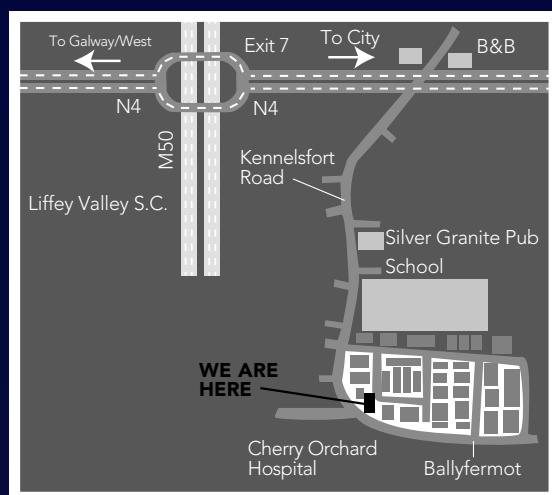 To Galway/West
Exit 7
To City
B&B
N4
N4
M50
Kennelsfort
Road
Liffey Valley S.C.
Silver Granite Pub
School
WE ARE
HERE
Cherry Orchard
Hospital
Ballyfermot